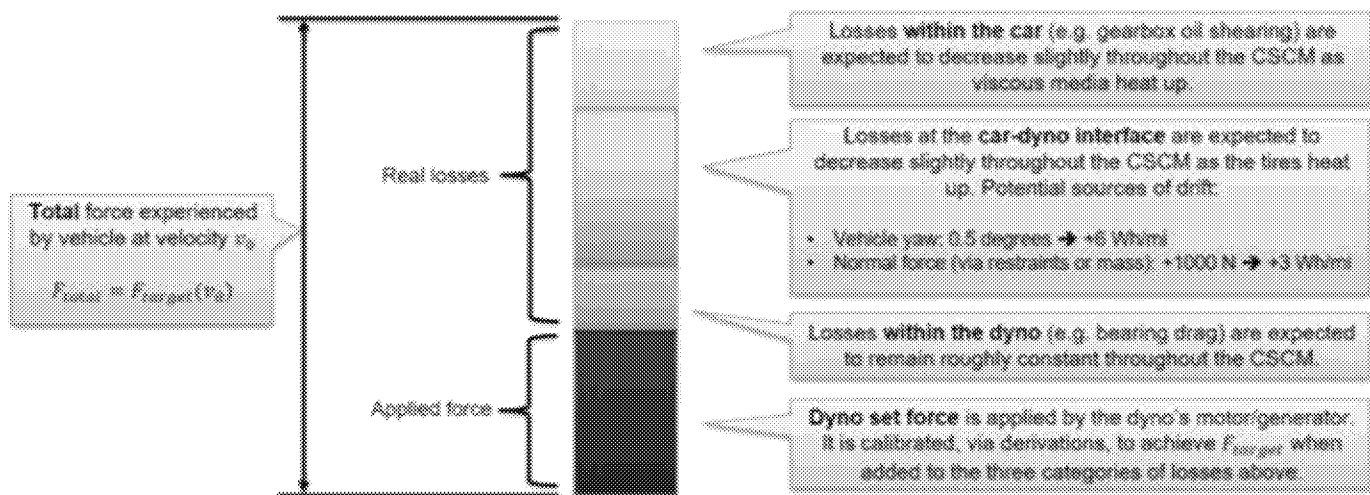 Total force experienced
by vehicle at velocity v₀
F_total = F_target(v₀)
Real losses
Applied force
Losses within the car (e.g. gearbox oil shearing) are
expected to decrease slightly throughout the CSCM as
viscous media heat up.
Losses at the car-dyno interface are expected to
decrease slightly throughout the CSCM as the tires heat
up. Potential sources of drift:
• Vehicle yaw: 0.5 degrees ➔ +6 Wh/mi
• Normal force (via restraints or mass): +1000 N ➔ +3 Wh/mi
Losses within the dyno (e.g. bearing drag) are expected
to remain roughly constant throughout the CSCM.
Dyno set force is applied by the dyno's motor/generator.
It is calibrated, via derivations, to achieve F_target when
added to the three categories of losses above.